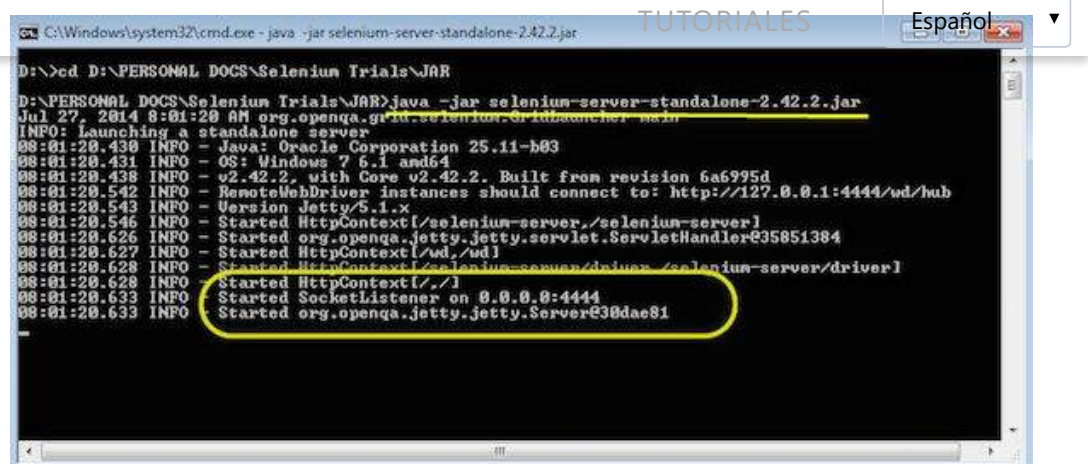 TUTORIALES
Español
C:\Windows\system32\cmd.exe - java -jar selenium-server-standalone-2.42.2.jar
D:\>cd D:\PERSONAL DOCS\Selenium Trials\JAR
D:\PERSONAL DOCS\Selenium Trials\JAR>java -jar selenium-server-standalone-2.42.2.jar
Jul 27, 2014 8:01:20 AM org.openqa.grid.selenium.GridLauncher main
INFO: Launching a standalone server
08:01:20.430 INFO - Java: Oracle Corporation 25.11-b03
08:01:20.431 INFO - OS: Windows 7 6.1 amd64
08:01:20.438 INFO - v2.42.2, with Core v2.42.2. Built from revision 6a6995d
08:01:20.542 INFO - RemoteWebDriver instances should connect to: http://127.0.0.1:4444/wd/hub
08:01:20.543 INFO - Version Jetty/5.1.x
08:01:20.546 INFO - Started HttpContext[/selenium-server,/selenium-server]
08:01:20.626 INFO - Started org.openqa.jetty.jetty.servlet.ServletHandler@35851384
08:01:20.627 INFO - Started HttpContext[/wd,/wd]
08:01:20.628 INFO - Started HttpContext[/selenium-server/driver,/selenium-server/driver]
08:01:20.628 INFO - Started HttpContext[/,/]
08:01:20.633 INFO - Started SocketListener on 0.0.0.0:4444
08:01:20.633 INFO - Started org.openqa.jetty.jetty.Server@30dae81